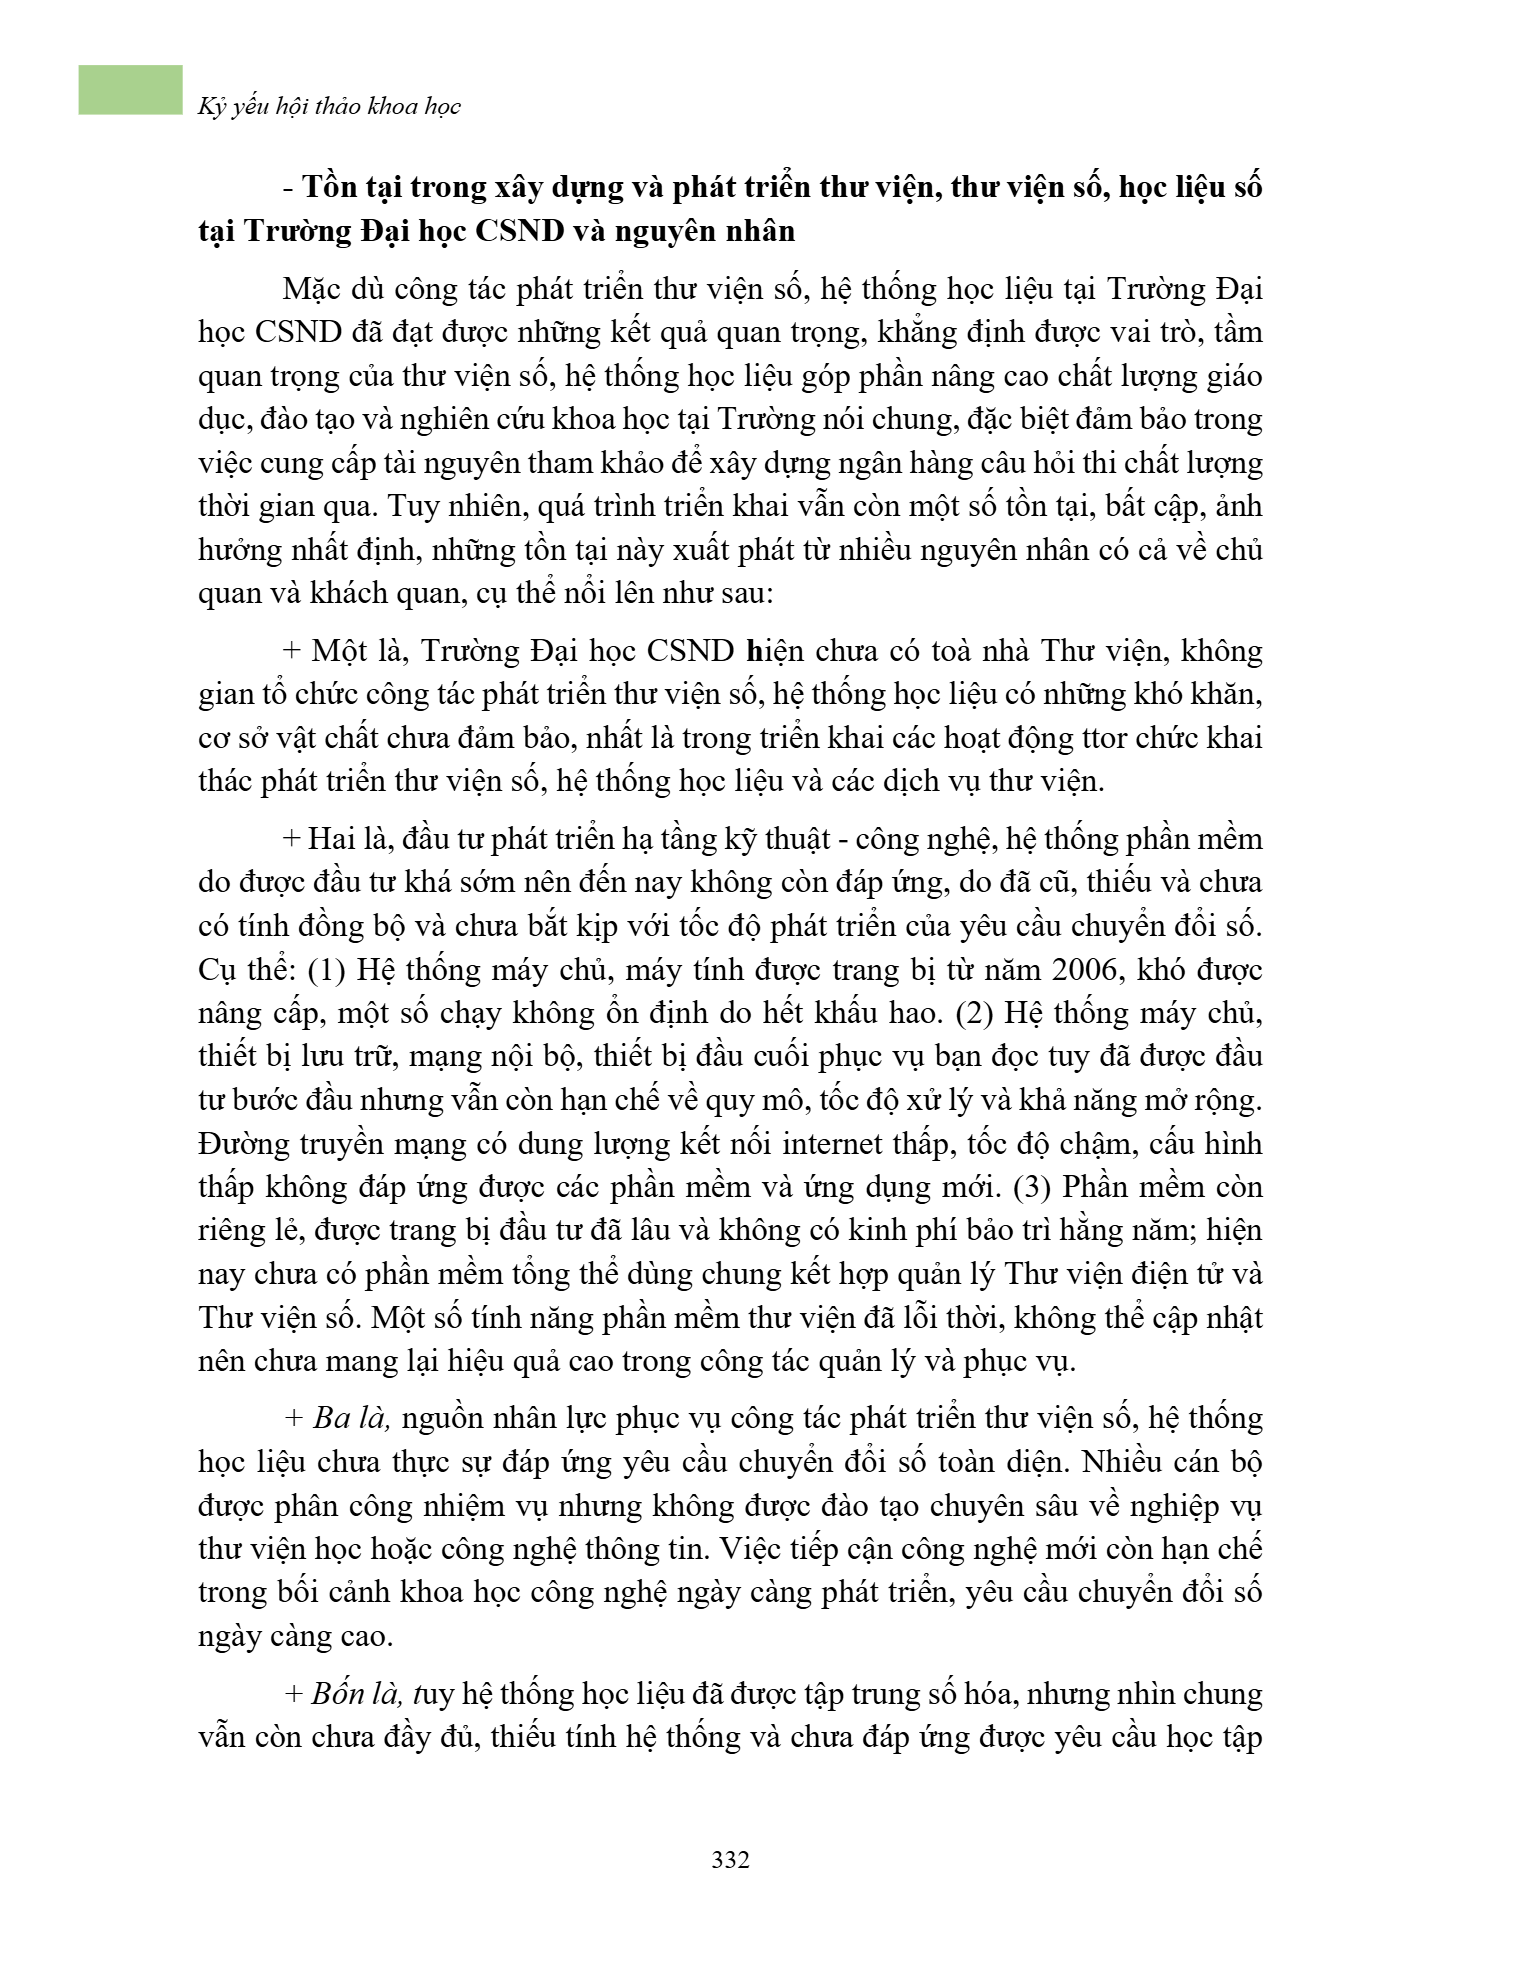 Kỷ yếu hội thảo khoa học
- Tồn tại trong xây dựng và phát triển thư viện, thư viện số, học liệu số
tại Trường Đại học CSND và nguyên nhân
Mặc dù công tác phát triển thư viện số, hệ thống học liệu tại Trường Đại
học CSND đã đạt được những kết quả quan trọng, khẳng định được vai trò, tầm
quan trọng của thư viện số, hệ thống học liệu góp phần nâng cao chất lượng giáo
dục, đào tạo và nghiên cứu khoa học tại Trường nói chung, đặc biệt đảm bảo trong
việc cung cấp tài nguyên tham khảo để xây dựng ngân hàng câu hỏi thi chất lượng
thời gian qua. Tuy nhiên, quá trình triển khai vẫn còn một số tồn tại, bất cập, ảnh
hưởng nhất định, những tồn tại này xuất phát từ nhiều nguyên nhân có cả về chủ
quan và khách quan, cụ thể nổi lên như sau:
+ Một là, Trường Đại học CSND hiện chưa có toà nhà Thư viện, không
gian tổ chức công tác phát triển thư viện số, hệ thống học liệu có những khó khăn,
cơ sở vật chất chưa đảm bảo, nhất là trong triển khai các hoạt động ttor chức khai
thác phát triển thư viện số, hệ thống học liệu và các dịch vụ thư viện.
+ Hai là, đầu tư phát triển hạ tầng kỹ thuật - công nghệ, hệ thống phần mềm
do được đầu tư khá sớm nên đến nay không còn đáp ứng, do đã cũ, thiếu và chưa
có tính đồng bộ và chưa bắt kịp với tốc độ phát triển của yêu cầu chuyển đổi số.
Cụ thể: (1) Hệ thống máy chủ, máy tính được trang bị từ năm 2006, khó được
nâng cấp, một số chạy không ổn định do hết khấu hao. (2) Hệ thống máy chủ,
thiết bị lưu trữ, mạng nội bộ, thiết bị đầu cuối phục vụ bạn đọc tuy đã được đầu
tư bước đầu nhưng vẫn còn hạn chế về quy mô, tốc độ xử lý và khả năng mở rộng.
Đường truyền mạng có dung lượng kết nối internet thấp, tốc độ chậm, cấu hình
thấp không đáp ứng được các phần mềm và ứng dụng mới. (3) Phần mềm còn
riêng lẻ, được trang bị đầu tư đã lâu và không có kinh phí bảo trì hằng năm; hiện
nay chưa có phần mềm tổng thể dùng chung kết hợp quản lý Thư viện điện tử và
Thư viện số. Một số tính năng phần mềm thư viện đã lỗi thời, không thể cập nhật
nên chưa mang lại hiệu quả cao trong công tác quản lý và phục vụ.
+ Ba là, nguồn nhân lực phục vụ công tác phát triển thư viện số, hệ thống
học liệu chưa thực sự đáp ứng yêu cầu chuyển đổi số toàn diện. Nhiều cán bộ
được phân công nhiệm vụ nhưng không được đào tạo chuyên sâu về nghiệp vụ
thư viện học hoặc công nghệ thông tin. Việc tiếp cận công nghệ mới còn hạn chế
trong bối cảnh khoa học công nghệ ngày càng phát triển, yêu cầu chuyển đổi số
ngày càng cao.
+ Bốn là, tuy hệ thống học liệu đã được tập trung số hóa, nhưng nhìn chung
vẫn còn chưa đầy đủ, thiếu tính hệ thống và chưa đáp ứng được yêu cầu học tập
332